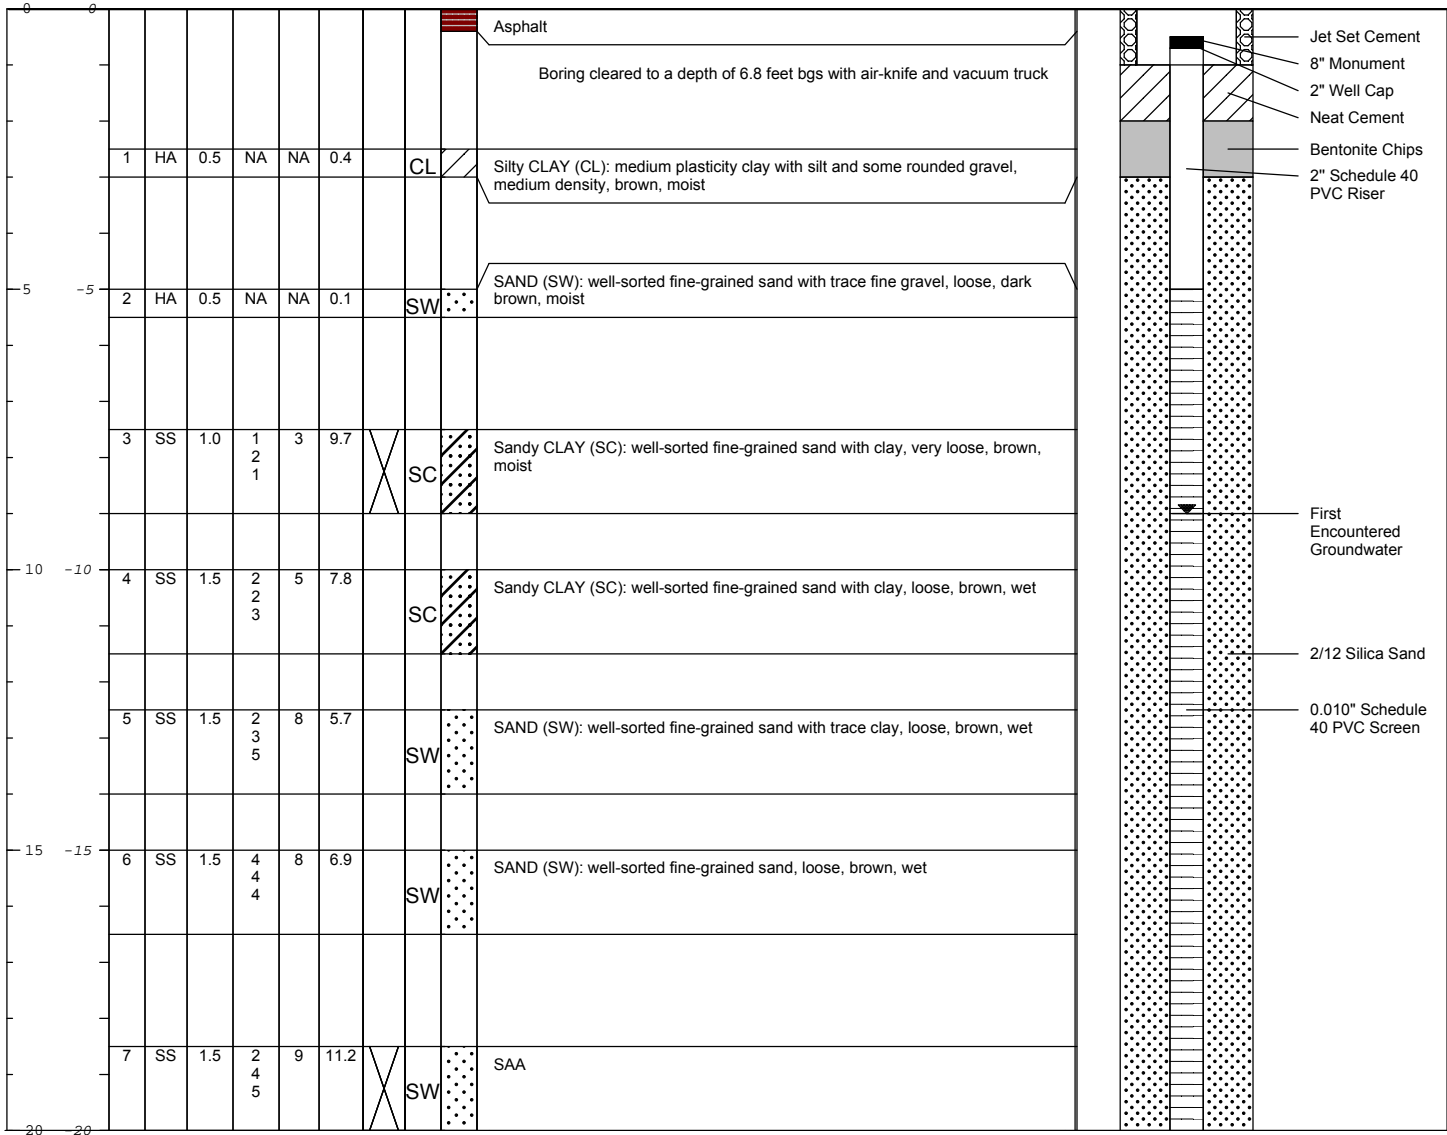 0 0
Asphalt
Boring cleared to a depth of 6.8 feet bgs with air-knife and vacuum truck
Jet Set Cement
8" Monument
2" Well Cap
Neat Cement
1 HA 0.5 NA NA 0.4 CL
Silty CLAY (CL): medium plasticity clay with silt and some rounded gravel,
medium density, brown, moist
Bentonite Chips
2" Schedule 40
PVC Riser
5 -5
2 HA 0.5 NA NA 0.1 SW
SAND (SW): well-sorted fine-grained sand with trace fine gravel, loose, dark
brown, moist
3 SS 1.0 1 3 9.7 SC
2
1
Sandy CLAY (SC): well-sorted fine-grained sand with clay, very loose, brown,
moist
First
Encountered
Groundwater
10 -10
4 SS 1.5 2 5 7.8 SC
2
3
Sandy CLAY (SC): well-sorted fine-grained sand with clay, loose, brown, wet
2/12 Silica Sand
5 SS 1.5 2 8 5.7 SW
3
5
SAND (SW): well-sorted fine-grained sand with trace clay, loose, brown, wet
0.010" Schedule
40 PVC Screen
15 -15
6 SS 1.5 4 8 6.9 SW
4
4
SAND (SW): well-sorted fine-grained sand, loose, brown, wet
7 SS 1.5 2 9 11.2 SW
4
5
SAA
20 -20